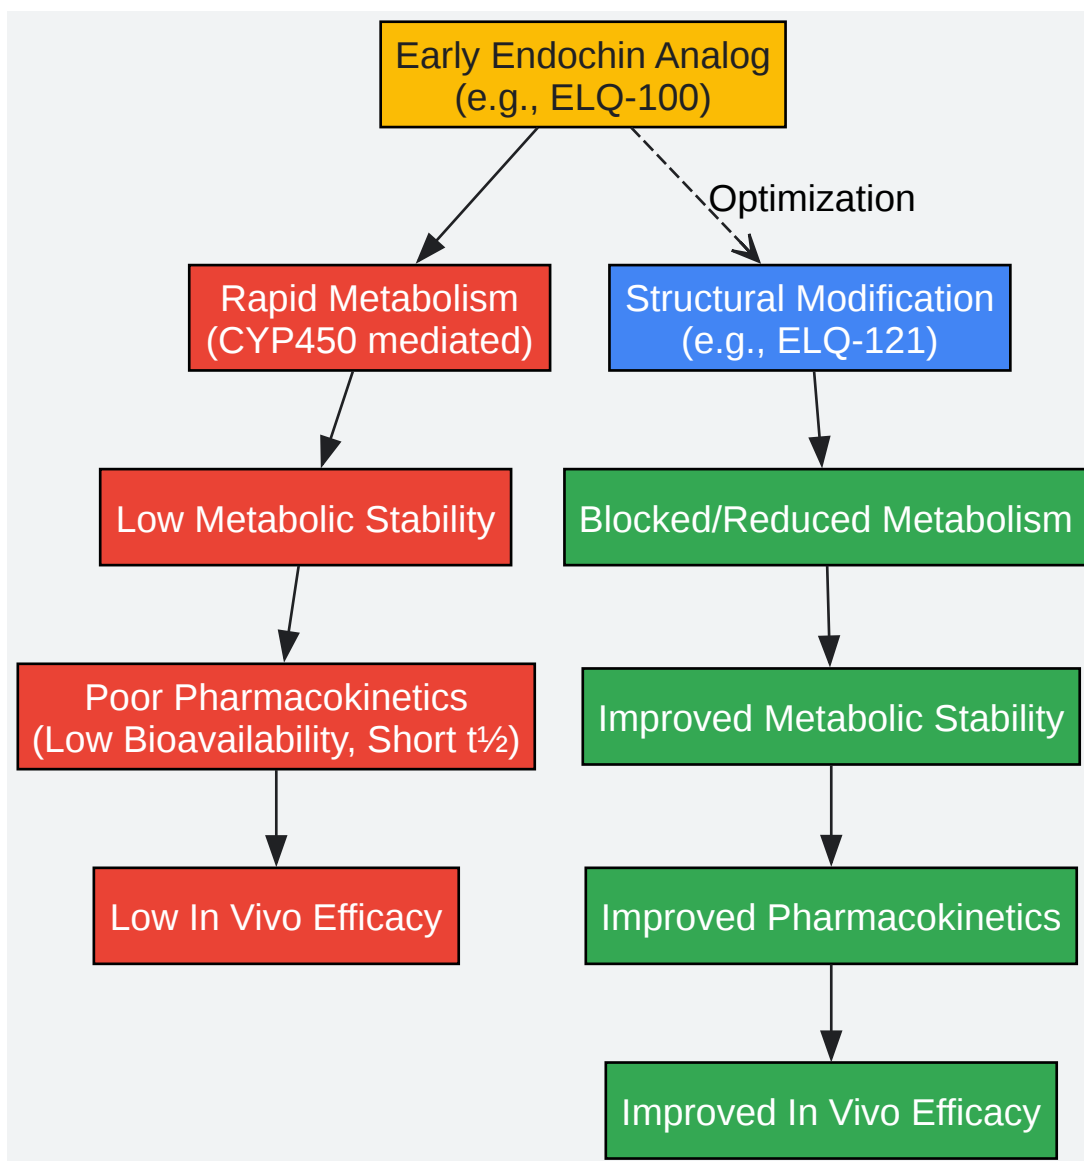 Early Endochin Analog
(e.g., ELQ-100)
Optimization
Rapid Metabolism
(CYP450 mediated)
Structural Modification
(e.g., ELQ-121)
Low Metabolic Stability
Blocked/Reduced Metabolism
Poor Pharmacokinetics
(Low Bioavailability, Short t½)
Improved Metabolic Stability
Low In Vivo Efficacy
Improved Pharmacokinetics
Improved In Vivo Efficacy